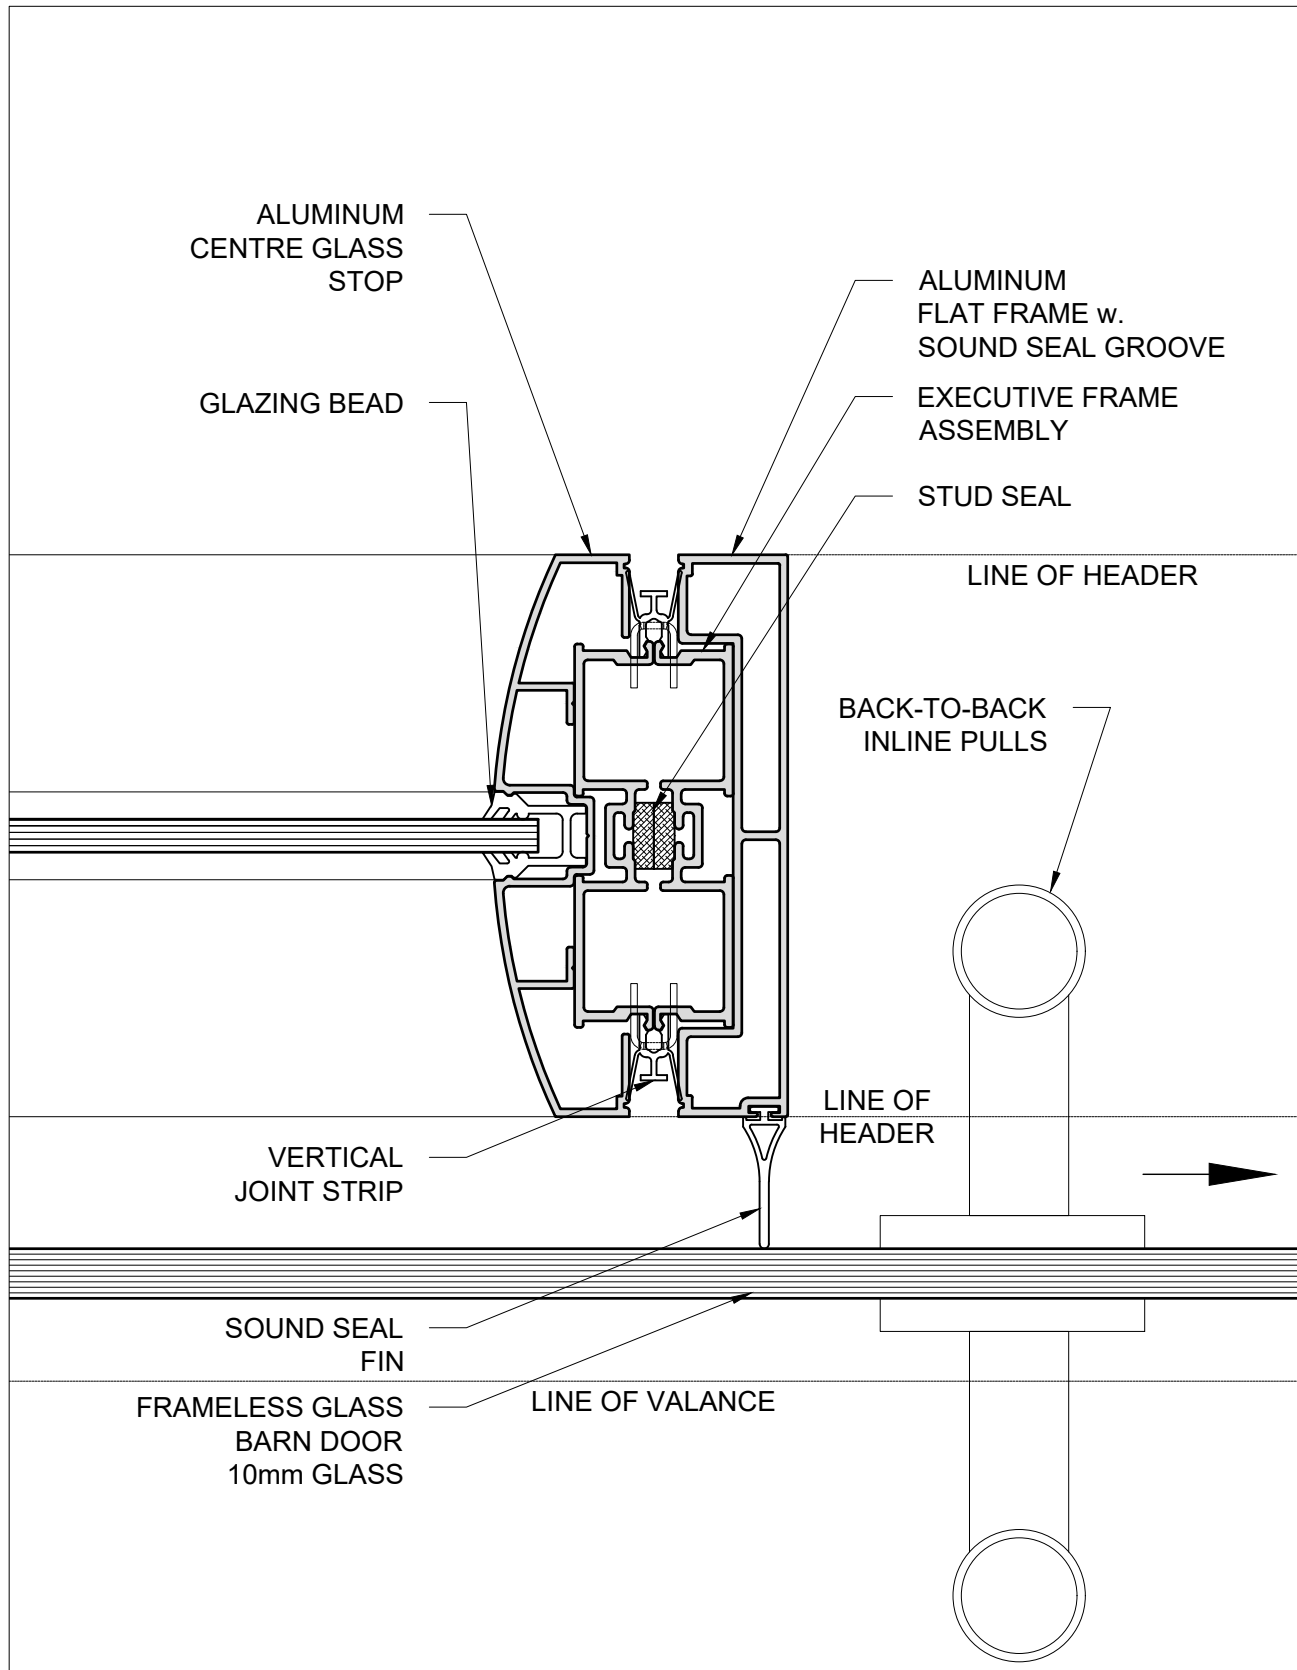 ALUMINUM
CENTRE GLASS
STOP
ALUMINUM
FLAT FRAME w.
SOUND SEAL GROOVE
GLAZING BEAD
EXECUTIVE FRAME
ASSEMBLY
STUD SEAL
LINE OF HEADER
BACK-TO-BACK
INLINE PULLS
LINE OF
HEADER
VERTICAL
JOINT STRIP
SOUND SEAL
FIN
LINE OF VALANCE
FRAMELESS GLASS
BARN DOOR
10mm GLASS